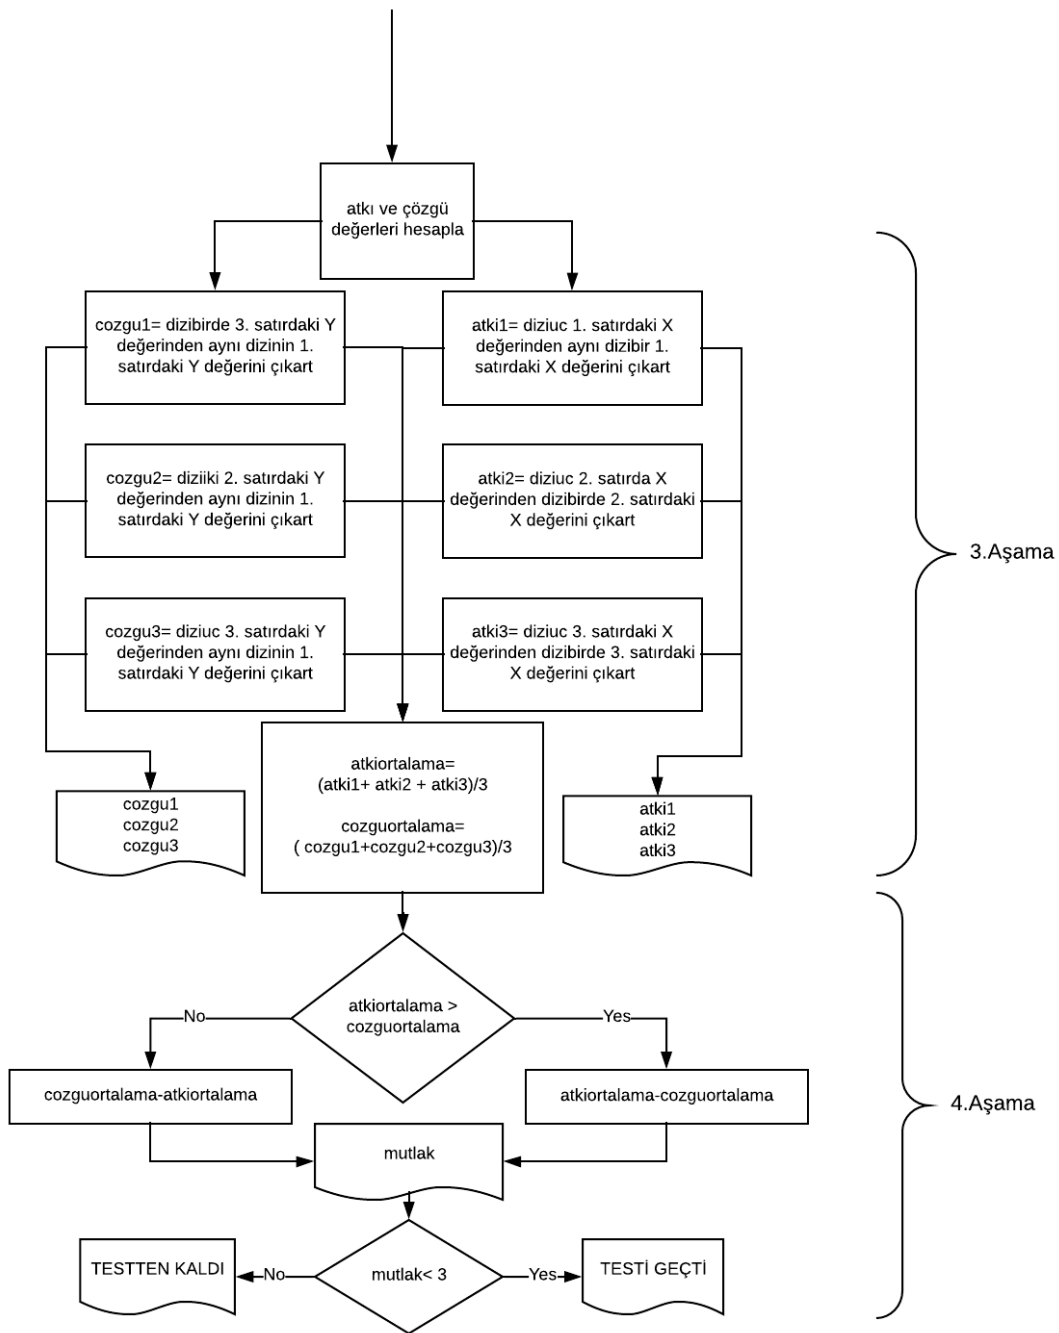 atkı ve çözgü
değerleri hesapla
cozgu1= dizibirde 3. satırdaki Y
değerinden aynı dizinin 1.
satırdaki Y değerini çıkart
atki1= diziuc 1. satırdaki X
değerinden aynı dizibir 1.
satırdaki X değerini çıkart
cozgu2= diziiki 2. satırdaki Y
değerinden aynı dizinin 1.
satırdaki Y değerini çıkart
atki2= diziuc 2. satırda X
değerinden dizibirde 2. satırdaki
X değerini çıkart
3.Aşama
cozgu3= diziuc 3. satırdaki Y
değerinden aynı dizinin 1.
satırdaki Y değerini çıkart
atki3= diziuc 3. satırdaki X
değerinden dizibirde 3. satırdaki
X değerini çıkart
cozgu1
cozgu2
cozgu3
atkiortalama=
(atki1+ atki2 + atki3)/3
cozguortalama=
( cozgu1+cozgu2+cozgu3)/3
atki1
atki2
atki3
atkiortalama >
cozguortalama
No
Yes
cozguortalama-atkiortalama
atkiortalama-cozguortalama
4.Aşama
mutlak
TESTTEN KALDI
No
mutlak< 3
Yes
TESTİ GEÇTİ